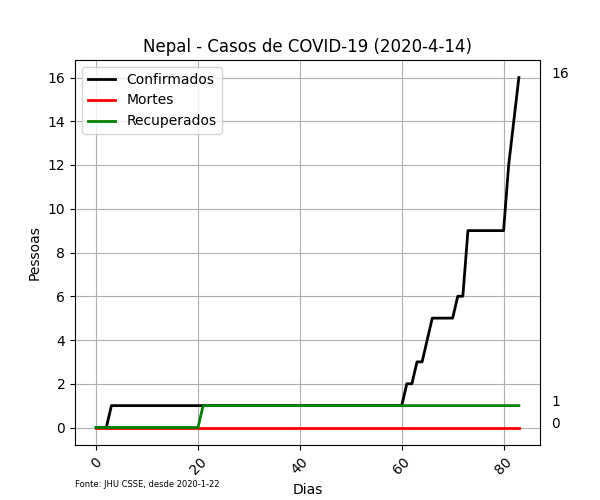 Nepal - Casos de COVID-19 (2020-4-14)
Confirmados
Mortes
Recuperados
16
14
12
10
8
6
4
2
0
Pessoas
16
1
0
0
20
40
60
80
Dias
Fonte: JHU CSSE, desde 2020-1-22